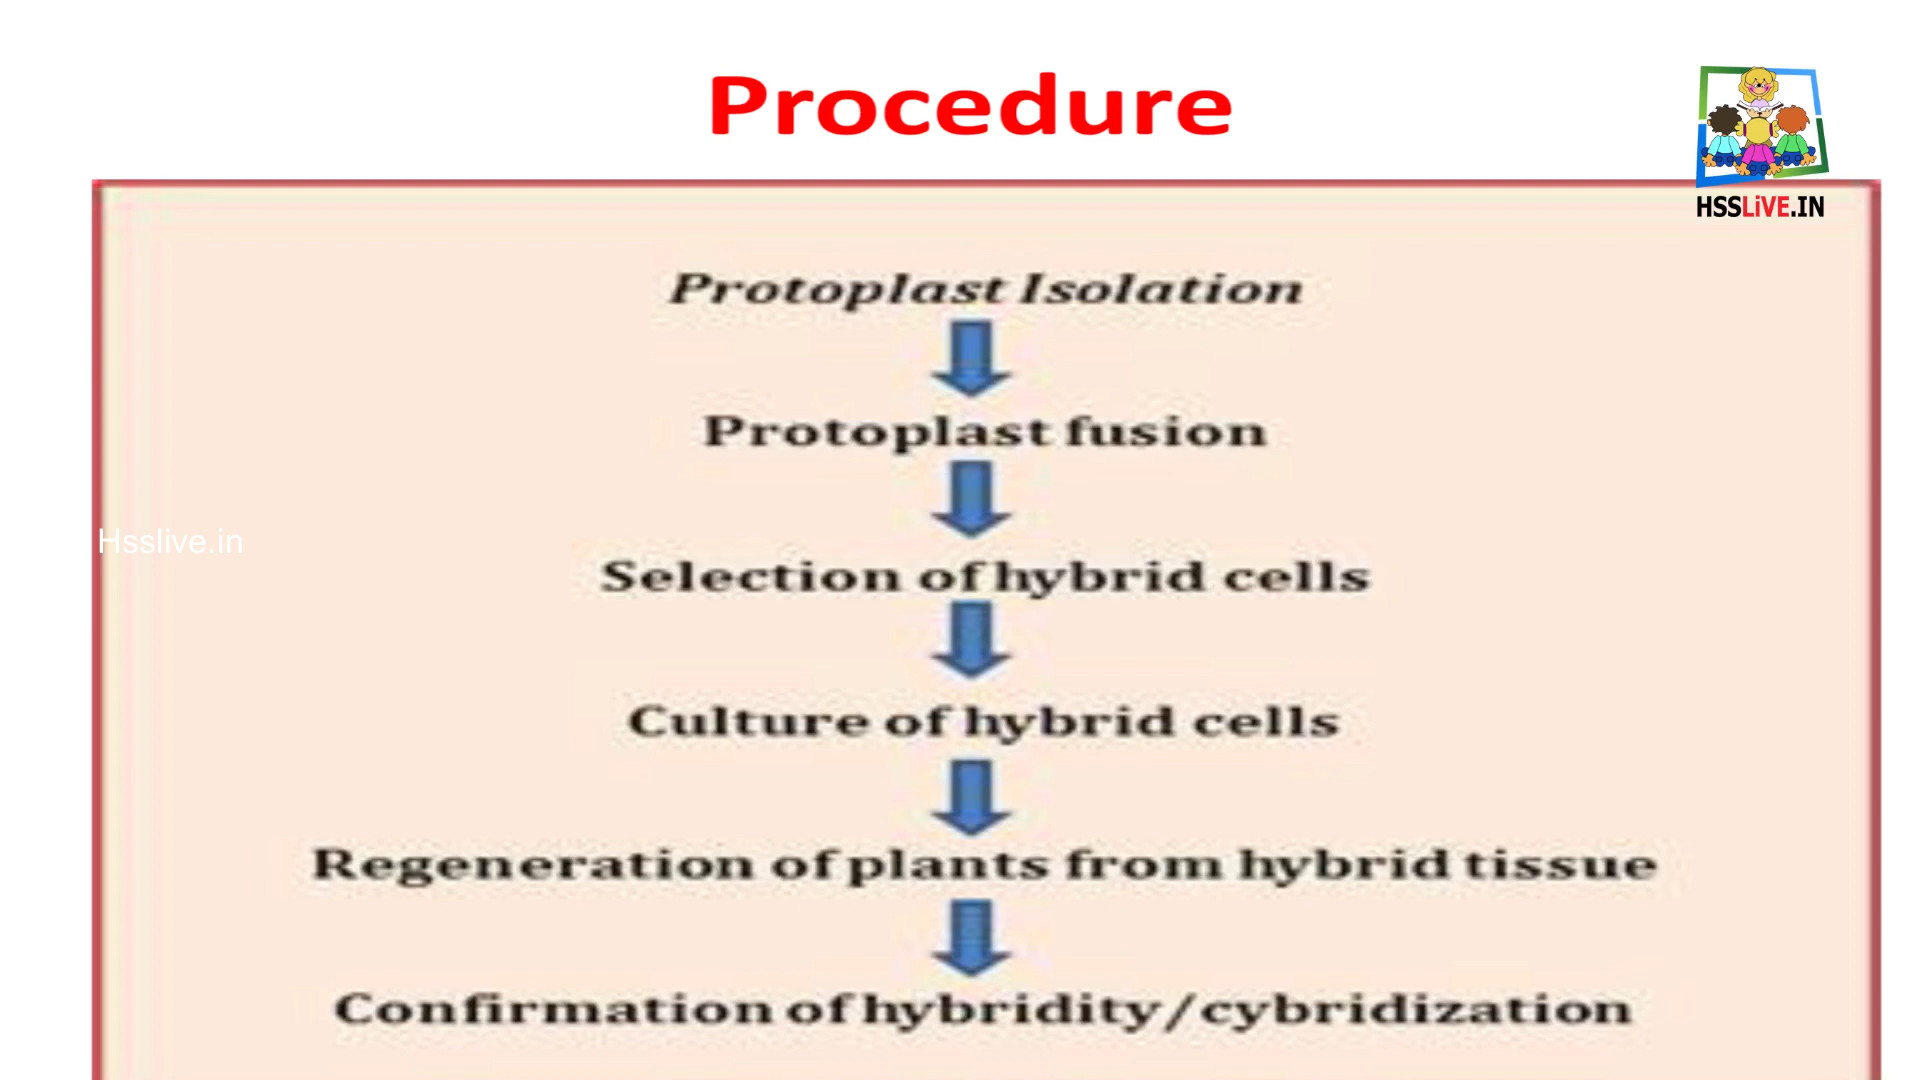 Procedure
HSSLiVE.IN
Protoplast Isolation
Protoplast fusion
Hsslive.in
Selection of hybrid cells
Culture of hybrid cells
Regeneration of plants from hybrid tissue
Confirmation of hybridity/cybridization